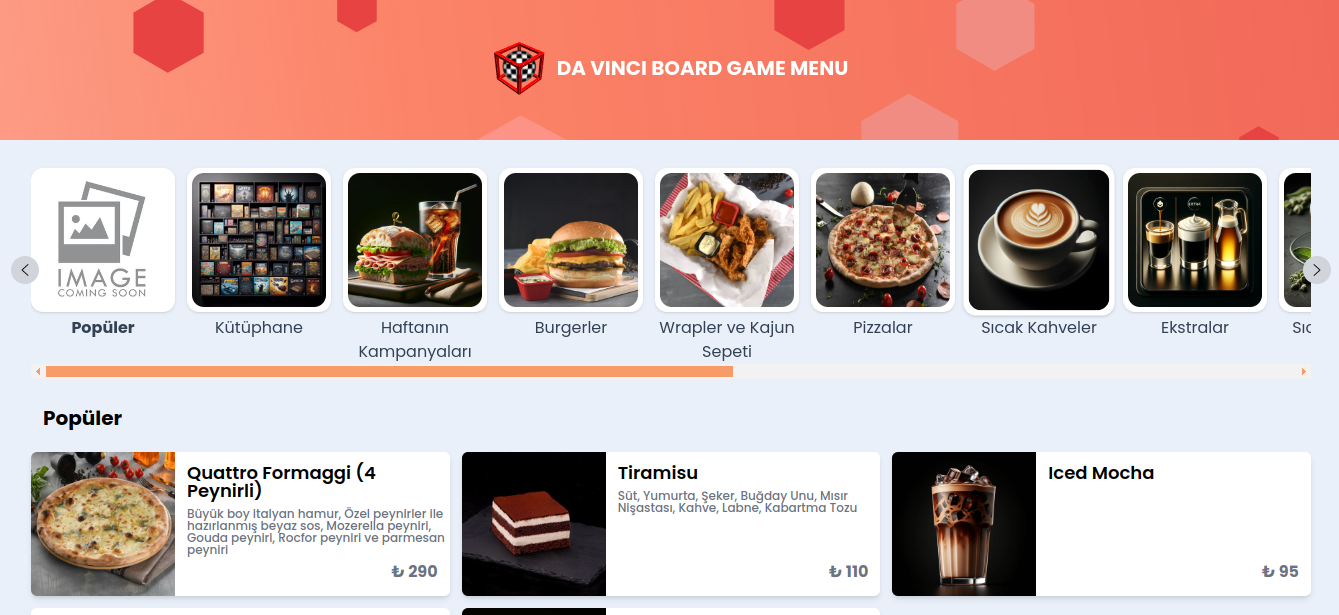 DA VINCI BOARD GAME MENU
IMAGE
COMING SOON
Popüler
Kütüphane
Haftanın
Kampanyaları
Burgerler
Wrapler ve Kajun
Sepeti
Pizzalar
Sıcak Kahveler
Ekstralar
Popüler
Quattro Formaggi (4
Peynirli)
Büyük boy italyan hamur, Özel peynirler ile
hazırlanmış beyaz sos, Mozerella peyniri,
Gouda peyniri, Rocfor peyniri ve parmesan
peyniri
₺ 290
Tiramisu
Süt, Yumurta, Şeker, Buğday Unu, Mısır
Nişastası, Kahve, Labne, Kabartma Tozu
₺ 110
Iced Mocha
₺ 95